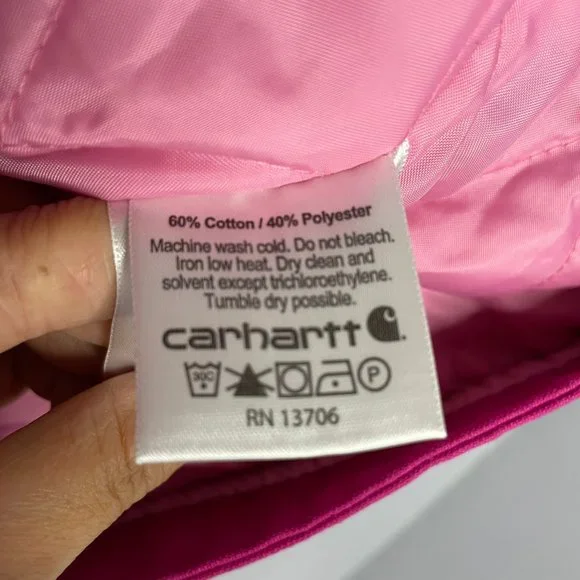 60% Cotton / 40% Polyester
Machine wash cold. Do not bleach.
Iron low heat. Dry clean and
solvent except trichloroethylene.
Tumble dry possible.
carhartt
30C P
RN 13706